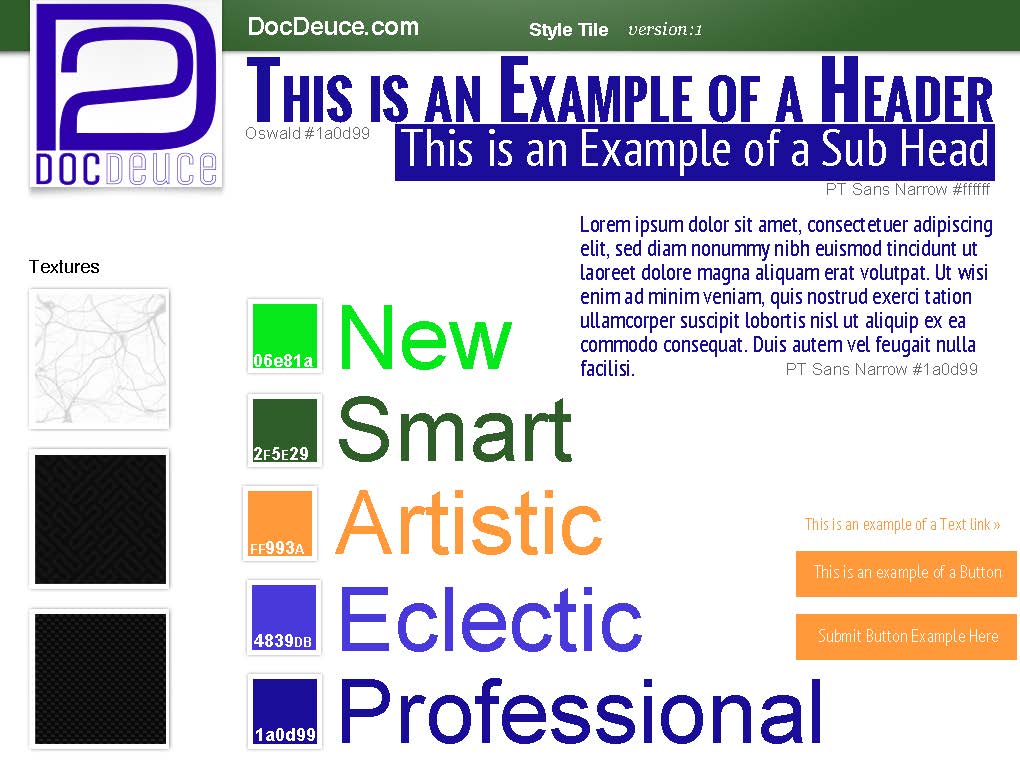 DocDeuce.com
Style Tile version:1
DOCDEUCE
This is an Example of a Header
Oswald #1a0d99
This is an Example of a Sub Head
PT Sans Narrow #ffffff
Lorem ipsum dolor sit amet, consectetuer adipiscing
elit, sed diam nonummy nibh euismod tincidunt ut
laoreet dolore magna aliquam erat volutpat. Ut wisi
enim ad minim veniam, quis nostrud exerci tation
ullamcorper suscipit lobortis nisl ut aliquip ex ea
commodo consequat. Duis autem vel feugait nulla
facilisi.
PT Sans Narrow #1a0d99
Textures
06e81a
New
2F5E29
Smart
FF993A
Artistic
4839DB
Eclectic
1a0d99
Professional
This is an example of a Text link »
This is an example of a Button
Submit Button Example Here